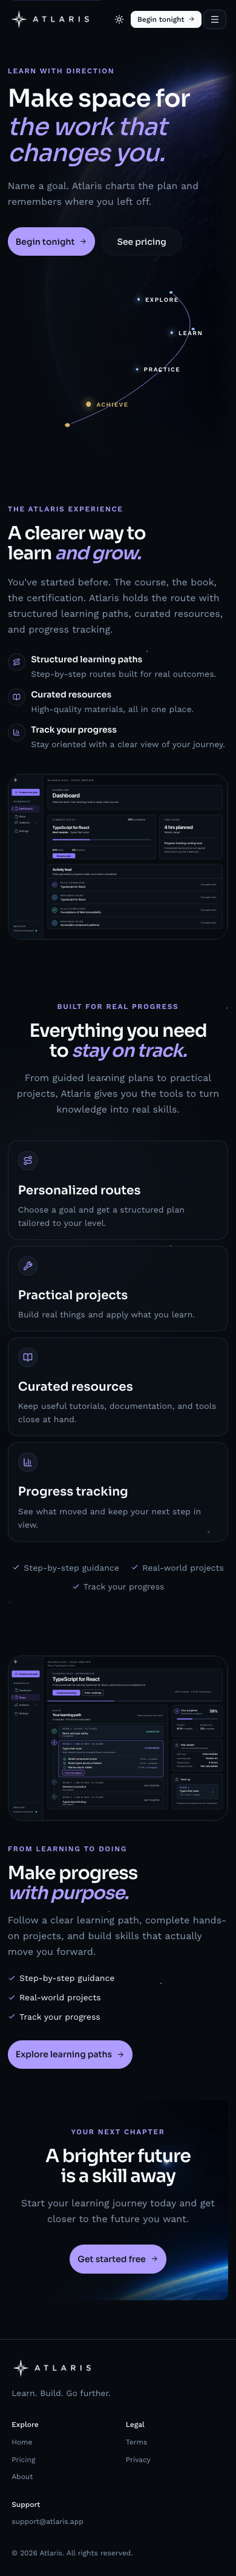 ATLARIS
Begin tonight →
LEARN WITH DIRECTION
Make space for
the work that
changes you.
Name a goal. Atlaris charts the plan and
remembers where you left off.
Begin tonight →
See pricing
EXPLORE
LEARN
PRACTICE
ACHIEVE
THE ATLARIS EXPERIENCE
A clearer way to
learn and grow.
You've started before. The course, the book,
the certification. Atlaris holds the route with
structured learning paths, curated resources,
and progress tracking.
Structured learning paths
Step-by-step routes built for real outcomes.
Curated resources
High-quality materials, all in one place.
Track your progress
Stay oriented with a clear view of your journey.
Dashboard
TypeScript for React
4 hrs planned
Activity feed
BUILT FOR REAL PROGRESS
Everything you need
to stay on track.
From guided learning plans to practical
projects, Atlaris gives you the tools to turn
knowledge into real skills.
Personalized routes
Choose a goal and get a structured plan
tailored to your level.
Practical projects
Build real things and apply what you learn.
Curated resources
Keep useful tutorials, documentation, and tools
close at hand.
Progress tracking
See what moved and keep your next step in
view.
Step-by-step guidance
Real-world projects
Track your progress
TypeScript for React
Your learning path
FROM LEARNING TO DOING
Make progress
with purpose.
Follow a clear learning path, complete hands-
on projects, and build skills that actually
move you forward.
Step-by-step guidance
Real-world projects
Track your progress
Explore learning paths →
YOUR NEXT CHAPTER
A brighter future
is a skill away
Start your learning journey today and get
closer to the future you want.
Get started free →
ATLARIS
Learn. Build. Go further.
Explore
Legal
Home
Terms
Pricing
Privacy
About
Support
support@atlaris.app
© 2026 Atlaris. All rights reserved.